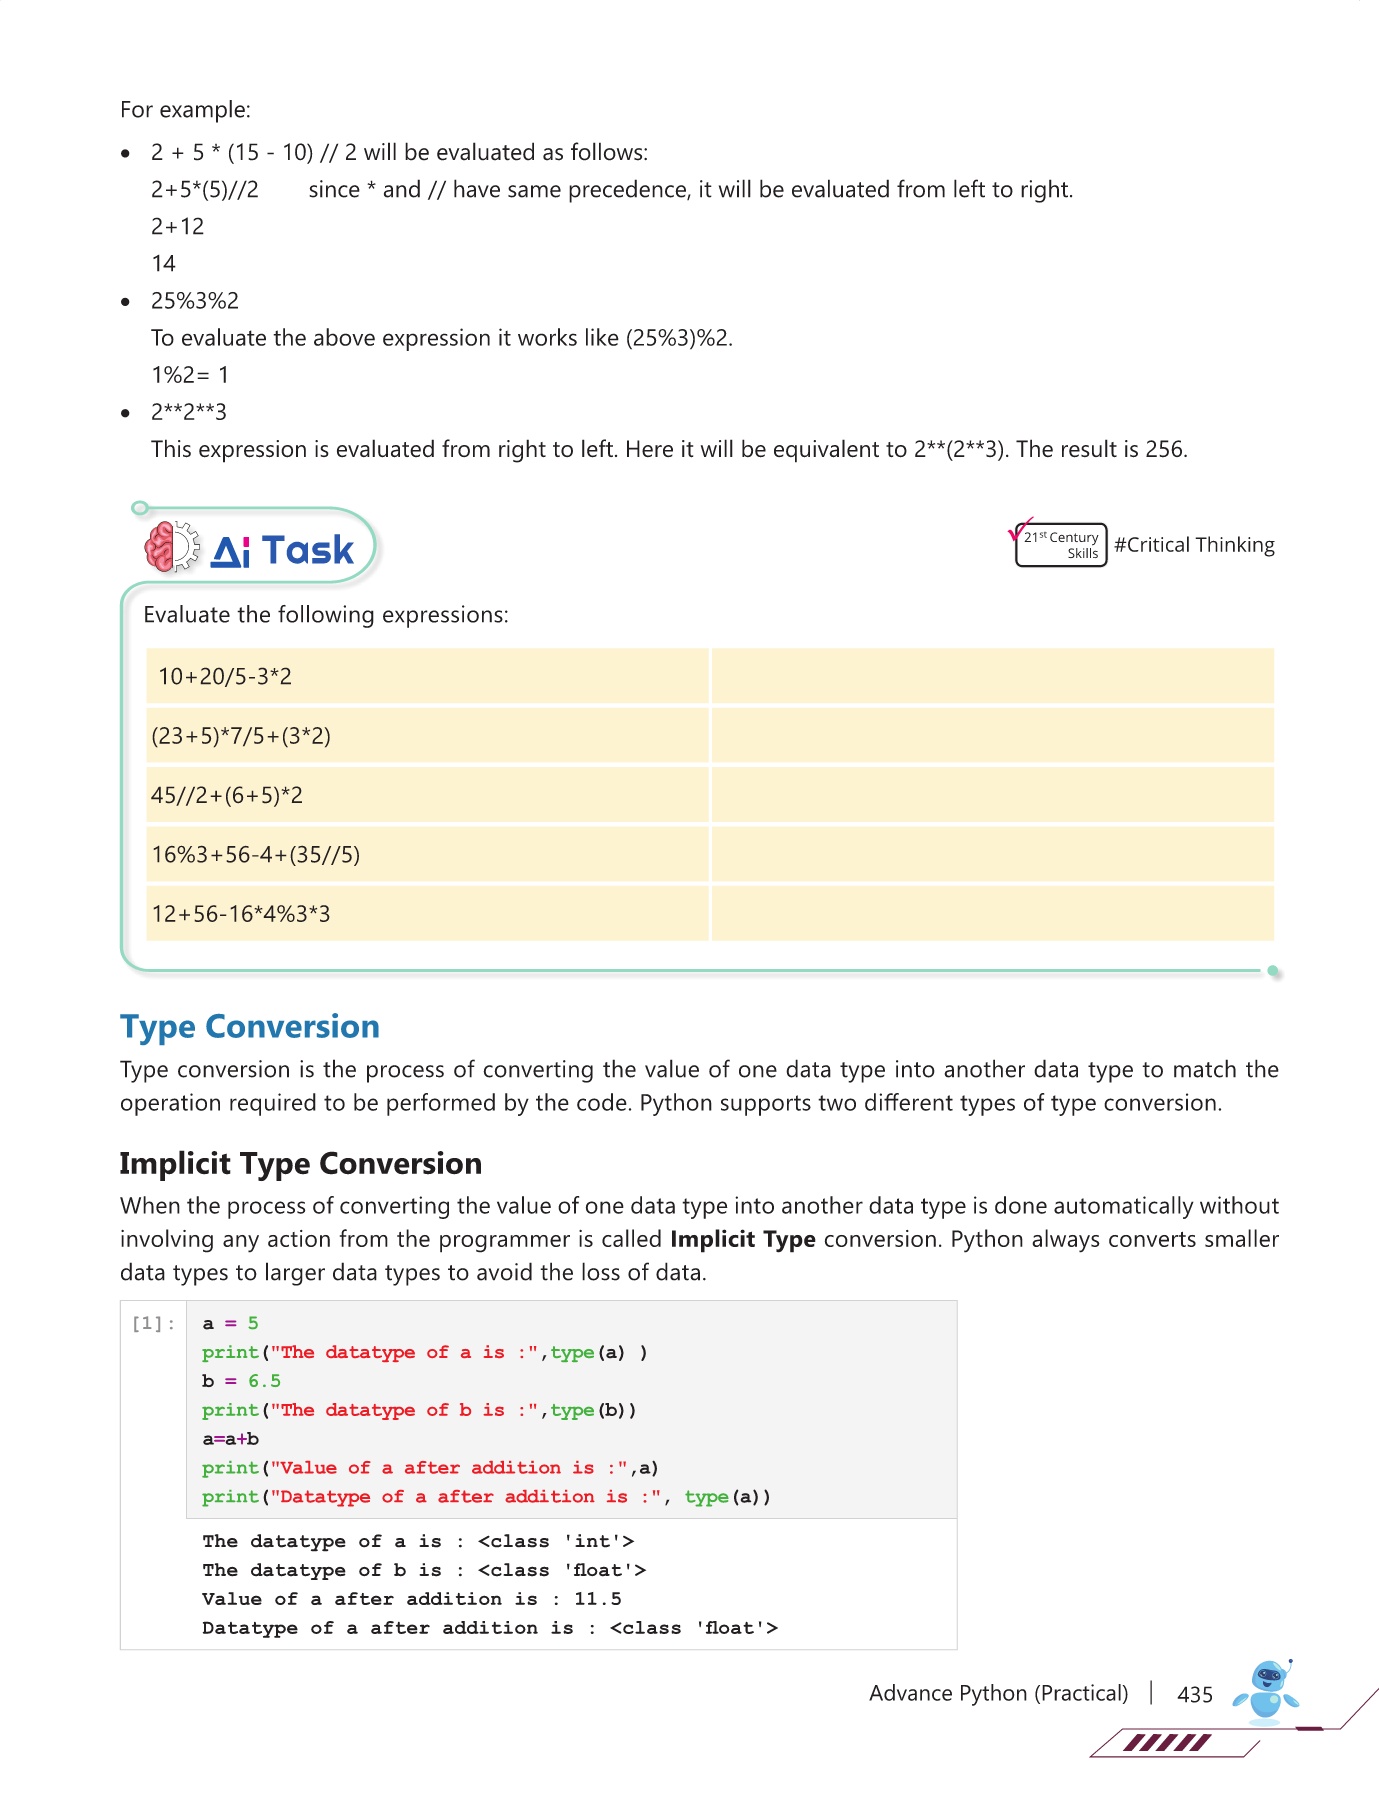 For example:
• 2 + 5 * (15 - 10) // 2 will be evaluated as follows:
2+5*(5)//2 since * and // have same precedence, it will be evaluated from left to right.
2+12
14
• 25%3%2
To evaluate the above expression it works like (25%3)%2.
1%2= 1
• 2**2**3
This expression is evaluated from right to left. Here it will be equivalent to 2**(2**3). The result is 256.
Ai Task
21st Century
Skills
#Critical Thinking
Evaluate the following expressions:
10+20/5-3*2
(23+5)*7/5+(3*2)
45//2+(6+5)*2
16%3+56-4+(35//5)
12+56-16*4%3*3
Type Conversion
Type conversion is the process of converting the value of one data type into another data type to match the
operation required to be performed by the code. Python supports two different types of type conversion.
Implicit Type Conversion
When the process of converting the value of one data type into another data type is done automatically without
involving any action from the programmer is called Implicit Type conversion. Python always converts smaller
data types to larger data types to avoid the loss of data.
[1]: a = 5
print("The datatype of a is :",type(a) )
b = 6.5
print("The datatype of b is :",type(b))
a=a+b
print("Value of a after addition is :",a)
print("Datatype of a after addition is :", type(a))
The datatype of a is : <class 'int'>
The datatype of b is : <class 'float'>
Value of a after addition is : 11.5
Datatype of a after addition is : <class 'float'>
Advance Python (Practical) | 435